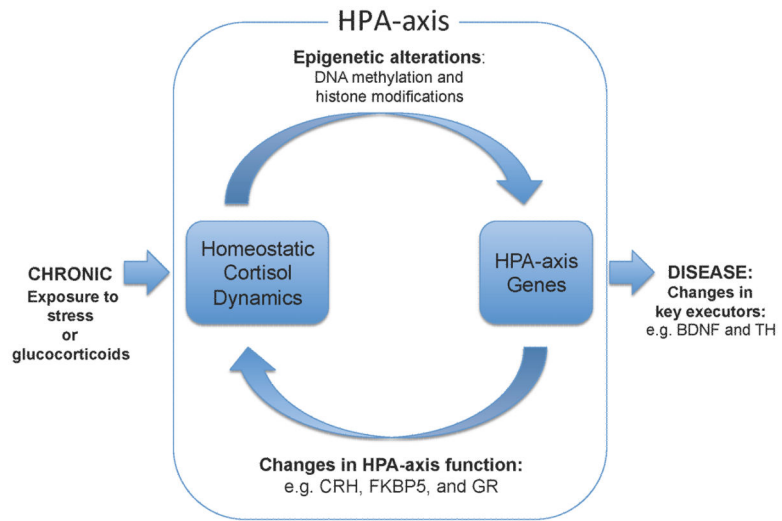 HPA-axis
Epigenetic alterations:
DNA methylation and
histone modifications
Homeostatic
Cortisol
Dynamics
HPA-axis
Genes
CHRONIC
Exposure to
stress
or
glucocorticoids
DISEASE:
Changes in
key executors:
e.g. BDNF and TH
Changes in HPA-axis function:
e.g. CRH, FKBP5, and GR